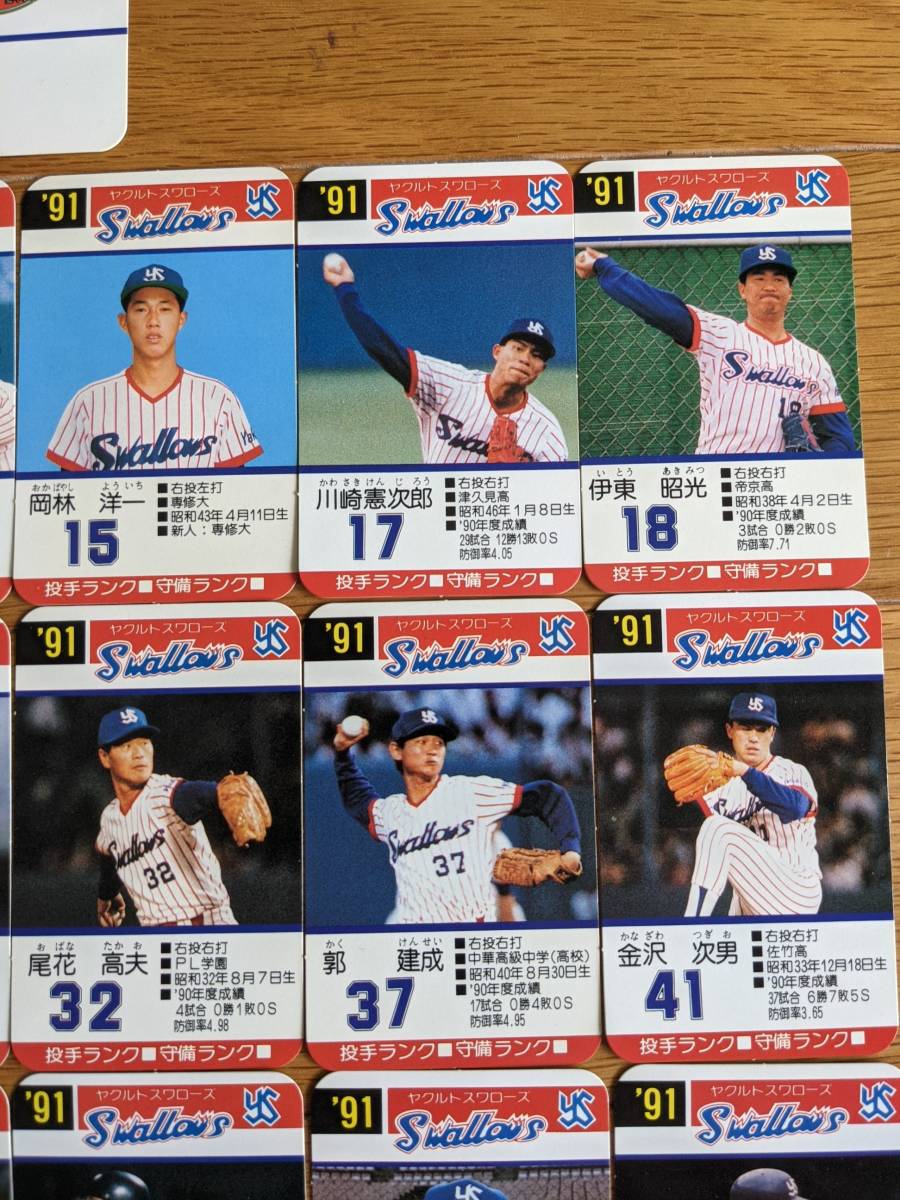 '91
ヤクルトスワローズ
Swallows
YS
YS
Swallows
おかばやし よういち
岡林 洋一
15
■右投左打
■専修大
■昭和43年4月11日生
■新人：専修大
投手ランク■ 守備ランク■
'91
ヤクルトスワローズ
Swallows
YS
YS
かわさきけんじろう
川崎憲次郎
17
■右投右打
■津久見高
■昭和46年1月8日生
■'90年度成績
29試合 12勝13敗0S
防御率4.05
投手ランク■ 守備ランク■
'91
ヤクルトスワローズ
Swallows
YS
YS
Swallows
18
いとう あきみつ
伊東 昭光
18
■右投右打
■帝京高
■昭和38年4月2日生
■'90年度成績
3試合 0勝2敗0S
防御率7.71
投手ランク■ 守備ランク■
'91
ヤクルトスワローズ
Swallows
YS
YS
Swallows
32
おばな たかお
尾花 高夫
32
■右投右打
■PL学園
■昭和32年8月7日生
■'90年度成績
4試合 0勝1敗0S
防御率4.98
投手ランク■ 守備ランク■
'91
ヤクルトスワローズ
Swallows
YS
YS
Swallows
37
かく けんせい
郭 建成
37
■右投右打
■中華高級中学(高校)
■昭和40年8月30日生
■'90年度成績
17試合 0勝4敗0S
防御率4.95
投手ランク■ 守備ランク■
'91
ヤクルトスワローズ
Swallows
YS
YS
Swallows
かなざわ つぎお
金沢 次男
41
■右投右打
■佐竹高
■昭和33年12月18日生
■'90年度成績
37試合 6勝7敗5S
防御率3.65
投手ランク■ 守備ランク■
'91
ヤクルトスワローズ
Swallows
YS
'91
ヤクルトスワローズ
Swallows
YS
YS
'91
ヤクルトスワローズ
Swallows
YS